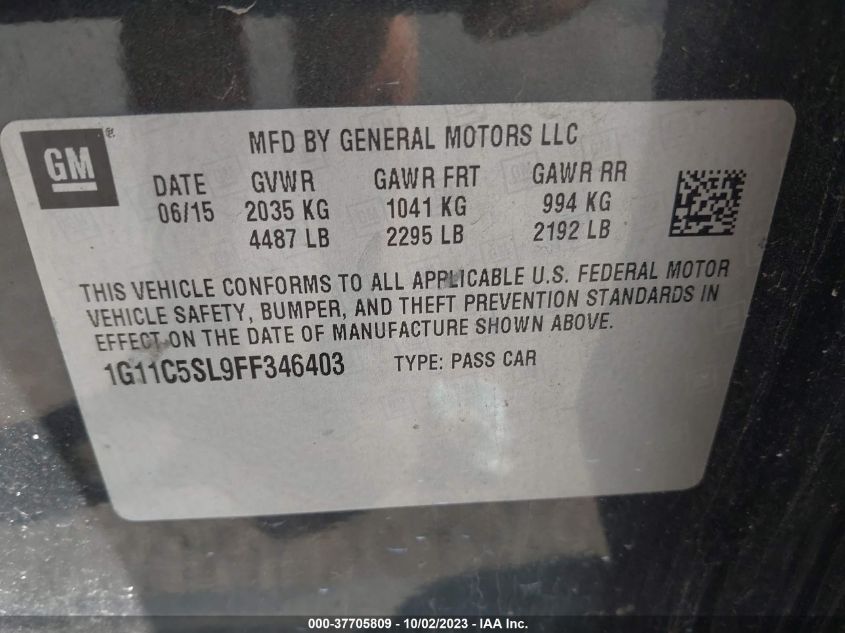 GM
MFD BY GENERAL MOTORS LLC
DATE GVWR GAWR FRT GAWR RR
06/15 2035 KG 1041 KG 994 KG
4487 LB 2295 LB 2192 LB
THIS VEHICLE CONFORMS TO ALL APPLICABLE U.S. FEDERAL MOTOR
VEHICLE SAFETY, BUMPER, AND THEFT PREVENTION STANDARDS IN
EFFECT ON THE DATE OF MANUFACTURE SHOWN ABOVE.
1G11C5SL9FF346403 TYPE: PASS CAR
000-37705809 - 10/02/2023 - IAA Inc.